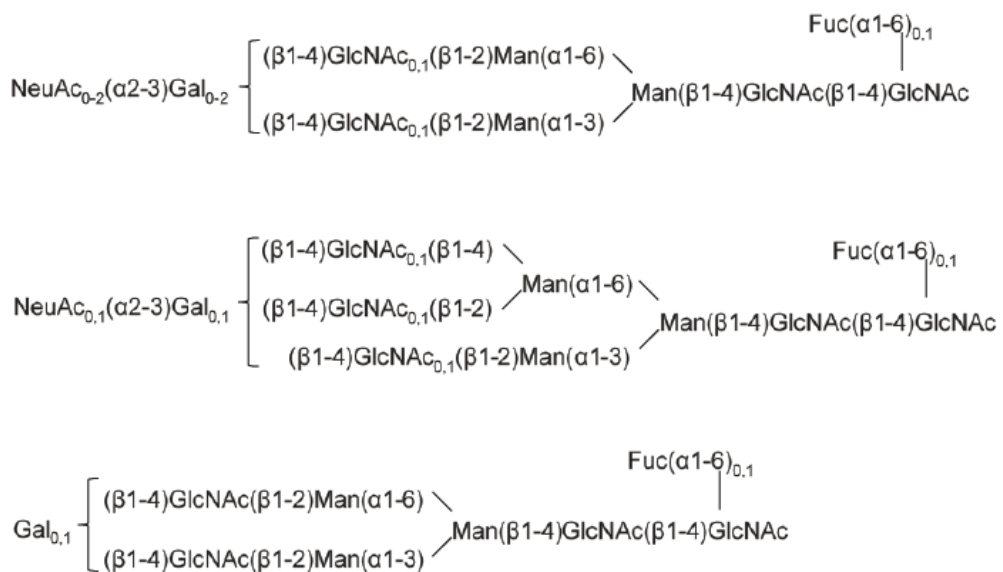 Fuc(α1-6)₀,₁
(β1-4)GlcNAc₀,₁(β1-2)Man(α1-6)
NeuAc₀₋₂(α2-3)Gal₀₋₂
Man(β1-4)GlcNAc(β1-4)GlcNAc
(β1-4)GlcNAc₀,₁(β1-2)Man(α1-3)
Fuc(α1-6)₀,₁
(β1-4)GlcNAc₀,₁(β1-4)
Man(α1-6)
NeuAc₀,₁(α2-3)Gal₀,₁
(β1-4)GlcNAc₀,₁(β1-2)
Man(β1-4)GlcNAc(β1-4)GlcNAc
(β1-4)GlcNAc₀,₁(β1-2)Man(α1-3)
Fuc(α1-6)₀,₁
(β1-4)GlcNAc(β1-2)Man(α1-6)
Gal₀,₁
Man(β1-4)GlcNAc(β1-4)GlcNAc
(β1-4)GlcNAc(β1-2)Man(α1-3)